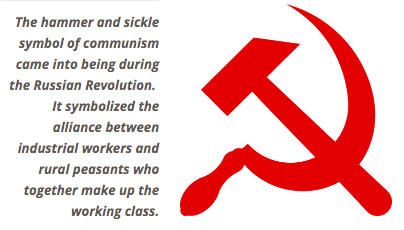 The hammer and sickle
symbol of communism
came into being during
the Russian Revolution.
It symbolized the
alliance between
industrial workers and
rural peasants who
together make up the
working class.